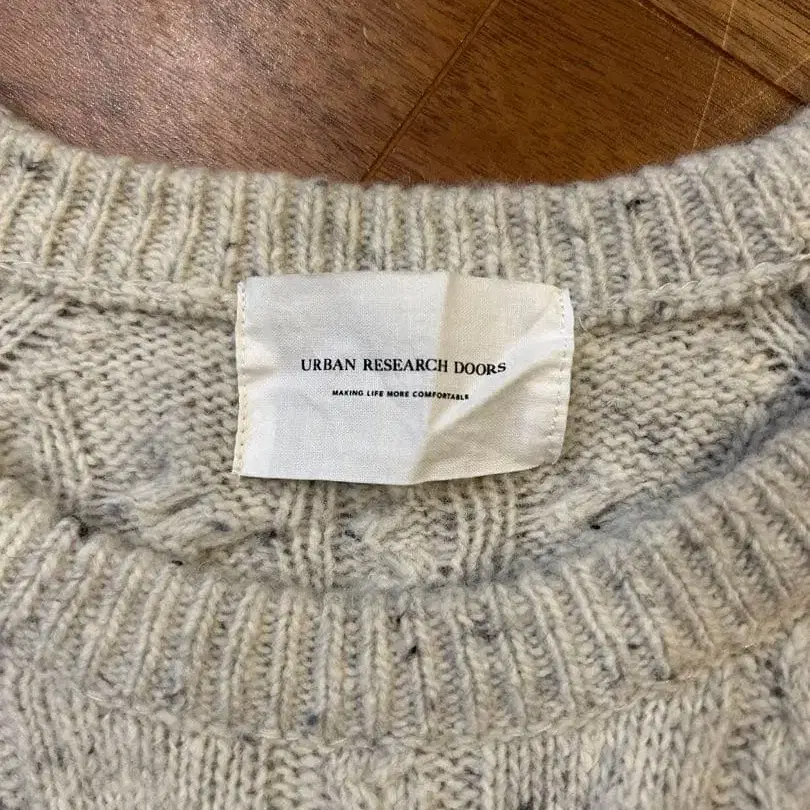 URBAN RESEARCH DOORS
MAKING LIFE MORE COMFORTABLE